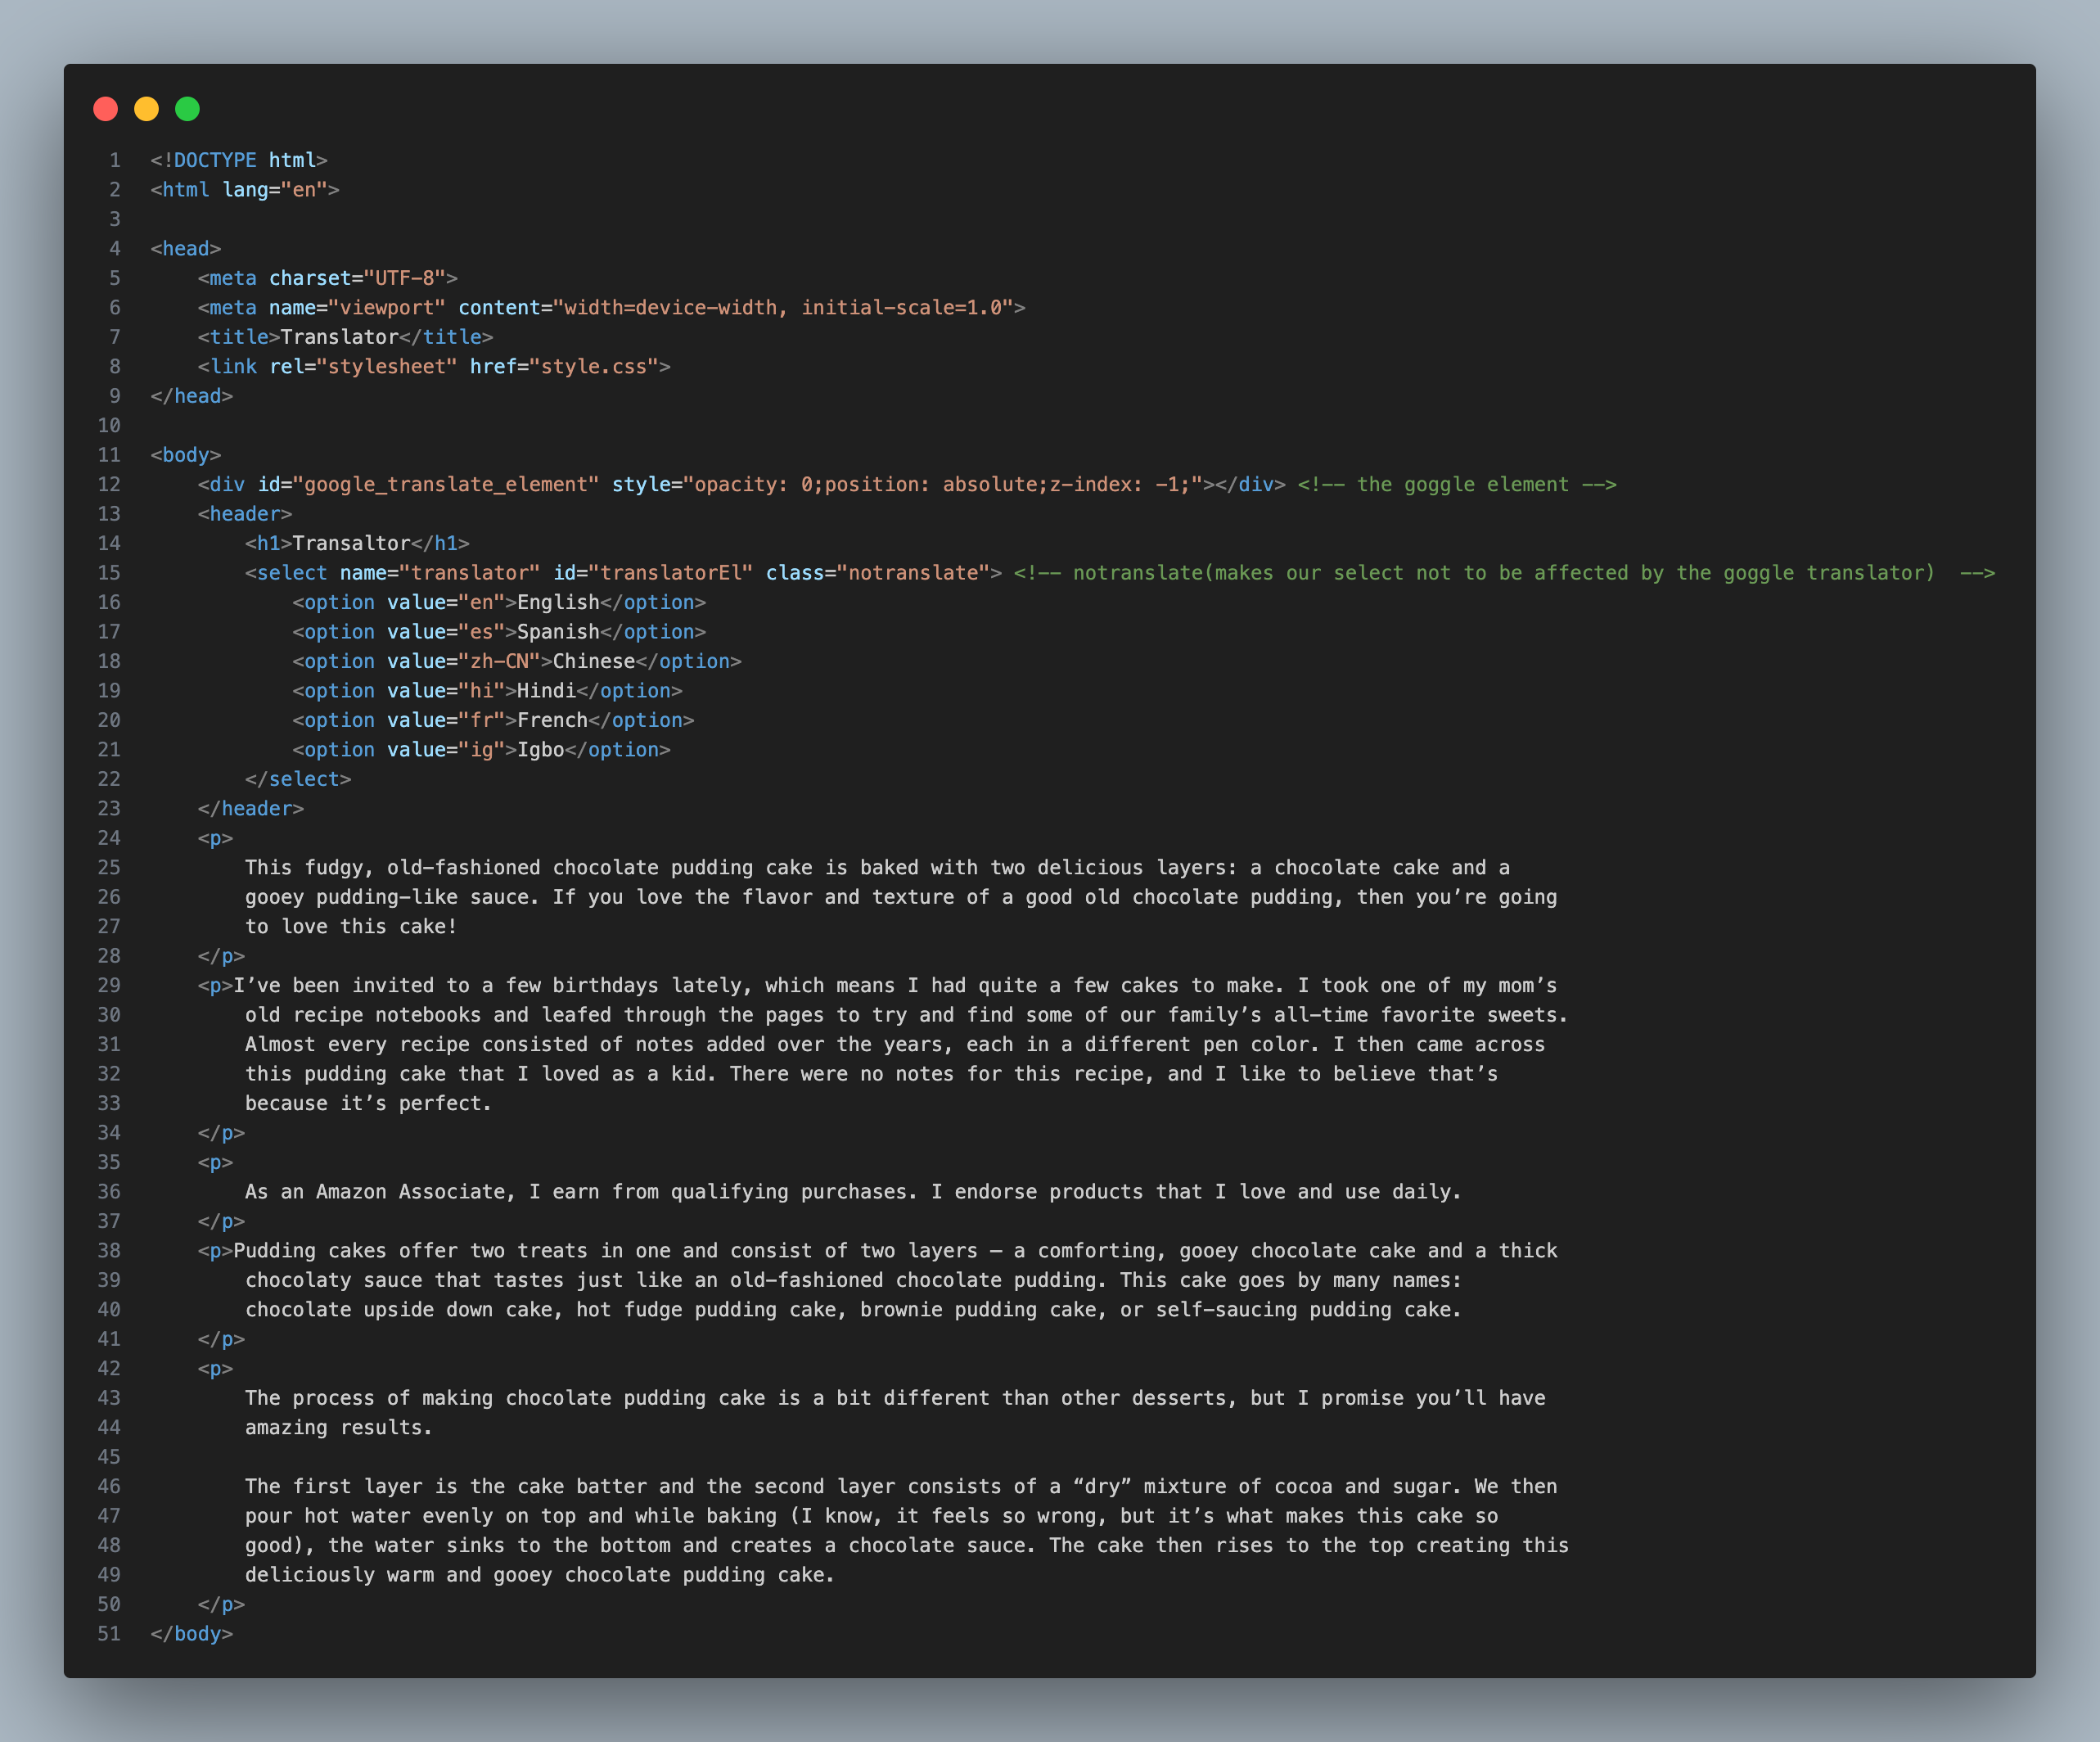 1 <!DOCTYPE html>
2 <html lang="en">
3
4 <head>
5     <meta charset="UTF-8">
6     <meta name="viewport" content="width=device-width, initial-scale=1.0">
7     <title>Translator</title>
8     <link rel="stylesheet" href="style.css">
9 </head>
10
11 <body>
12     <div id="google_translate_element" style="opacity: 0;position: absolute;z-index: -1;"></div> <!-- the goggle element -->
13     <header>
14         <h1>Transaltor</h1>
15         <select name="translator" id="translatorEl" class="notranslate"> <!-- notranslate(makes our select not to be affected by the goggle translator)  -->
16             <option value="en">English</option>
17             <option value="es">Spanish</option>
18             <option value="zh-CN">Chinese</option>
19             <option value="hi">Hindi</option>
20             <option value="fr">French</option>
21             <option value="ig">Igbo</option>
22         </select>
23     </header>
24     <p>
25         This fudgy, old-fashioned chocolate pudding cake is baked with two delicious layers: a chocolate cake and a
26         gooey pudding-like sauce. If you love the flavor and texture of a good old chocolate pudding, then you’re going
27         to love this cake!
28     </p>
29     <p>I’ve been invited to a few birthdays lately, which means I had quite a few cakes to make. I took one of my mom’s
30         old recipe notebooks and leafed through the pages to try and find some of our family’s all-time favorite sweets.
31         Almost every recipe consisted of notes added over the years, each in a different pen color. I then came across
32         this pudding cake that I loved as a kid. There were no notes for this recipe, and I like to believe that’s
33         because it’s perfect.
34     </p>
35     <p>
36         As an Amazon Associate, I earn from qualifying purchases. I endorse products that I love and use daily.
37     </p>
38     <p>Pudding cakes offer two treats in one and consist of two layers – a comforting, gooey chocolate cake and a thick
39         chocolaty sauce that tastes just like an old-fashioned chocolate pudding. This cake goes by many names:
40         chocolate upside down cake, hot fudge pudding cake, brownie pudding cake, or self-saucing pudding cake.
41     </p>
42     <p>
43         The process of making chocolate pudding cake is a bit different than other desserts, but I promise you’ll have
44         amazing results.
45
46         The first layer is the cake batter and the second layer consists of a “dry” mixture of cocoa and sugar. We then
47         pour hot water evenly on top and while baking (I know, it feels so wrong, but it’s what makes this cake so
48         good), the water sinks to the bottom and creates a chocolate sauce. The cake then rises to the top creating this
49         deliciously warm and gooey chocolate pudding cake.
50     </p>
51 </body>